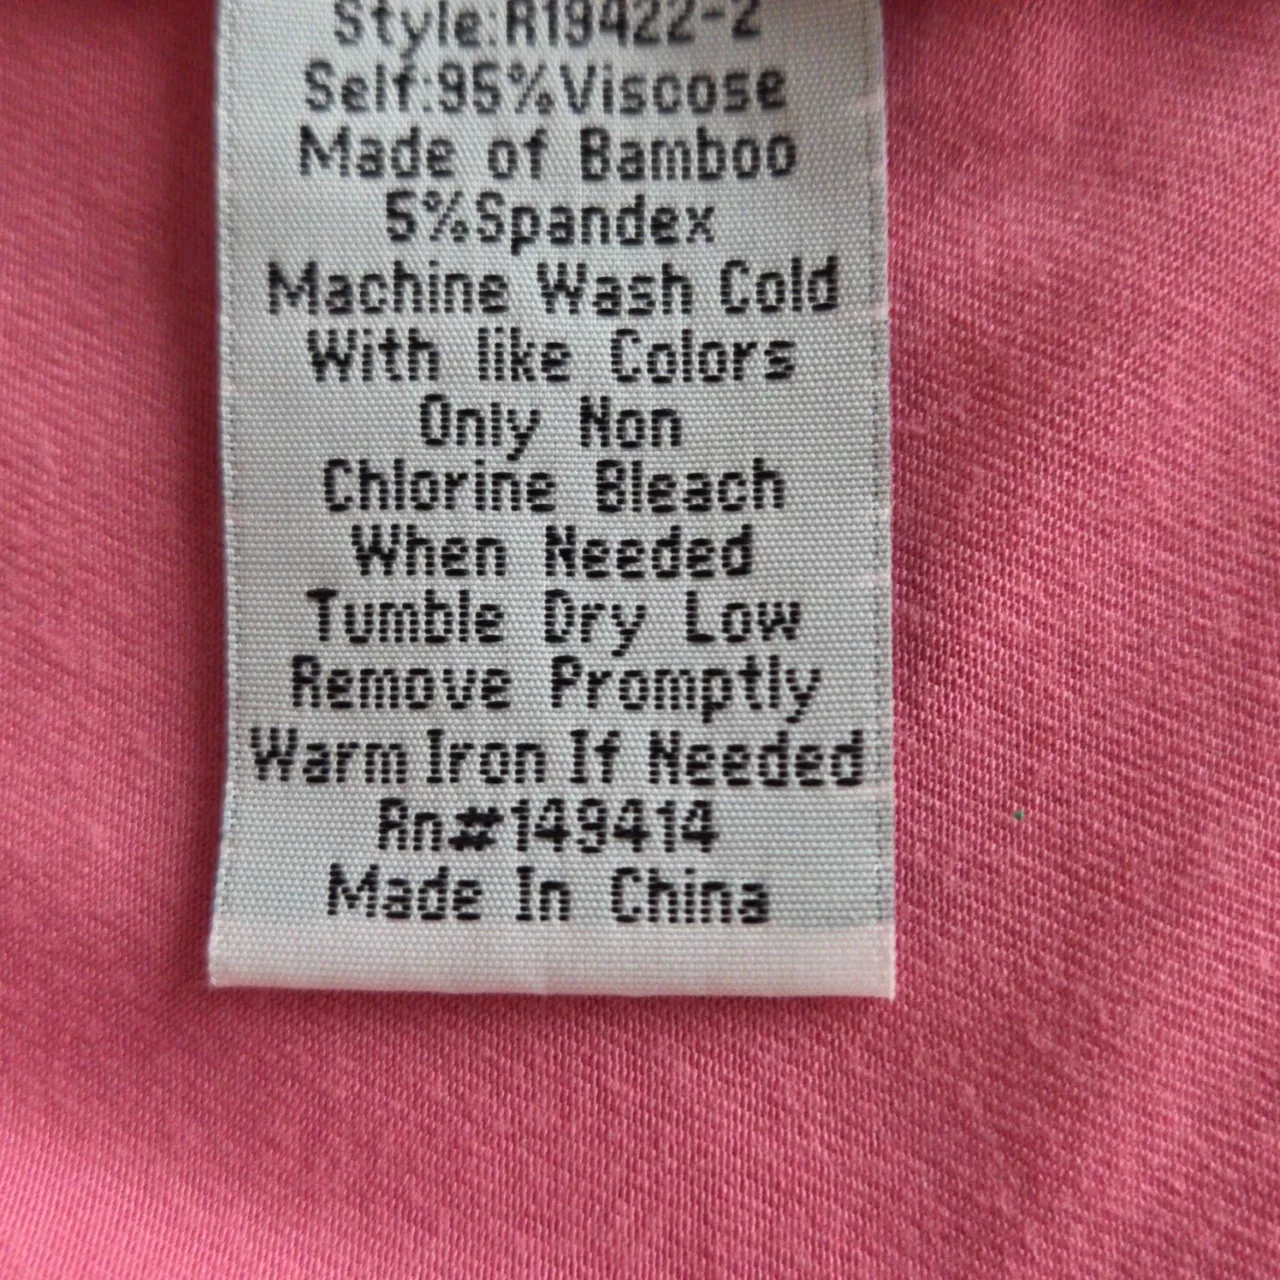 Style:R19422-2
Self:95%Viscose
Made of Bamboo
5%Spandex
Machine Wash Cold
With like Colors
Only Non
Chlorine Bleach
When Needed
Tumble Dry Low
Remove Promptly
Warm Iron If Needed
Rn#149414
Made In China